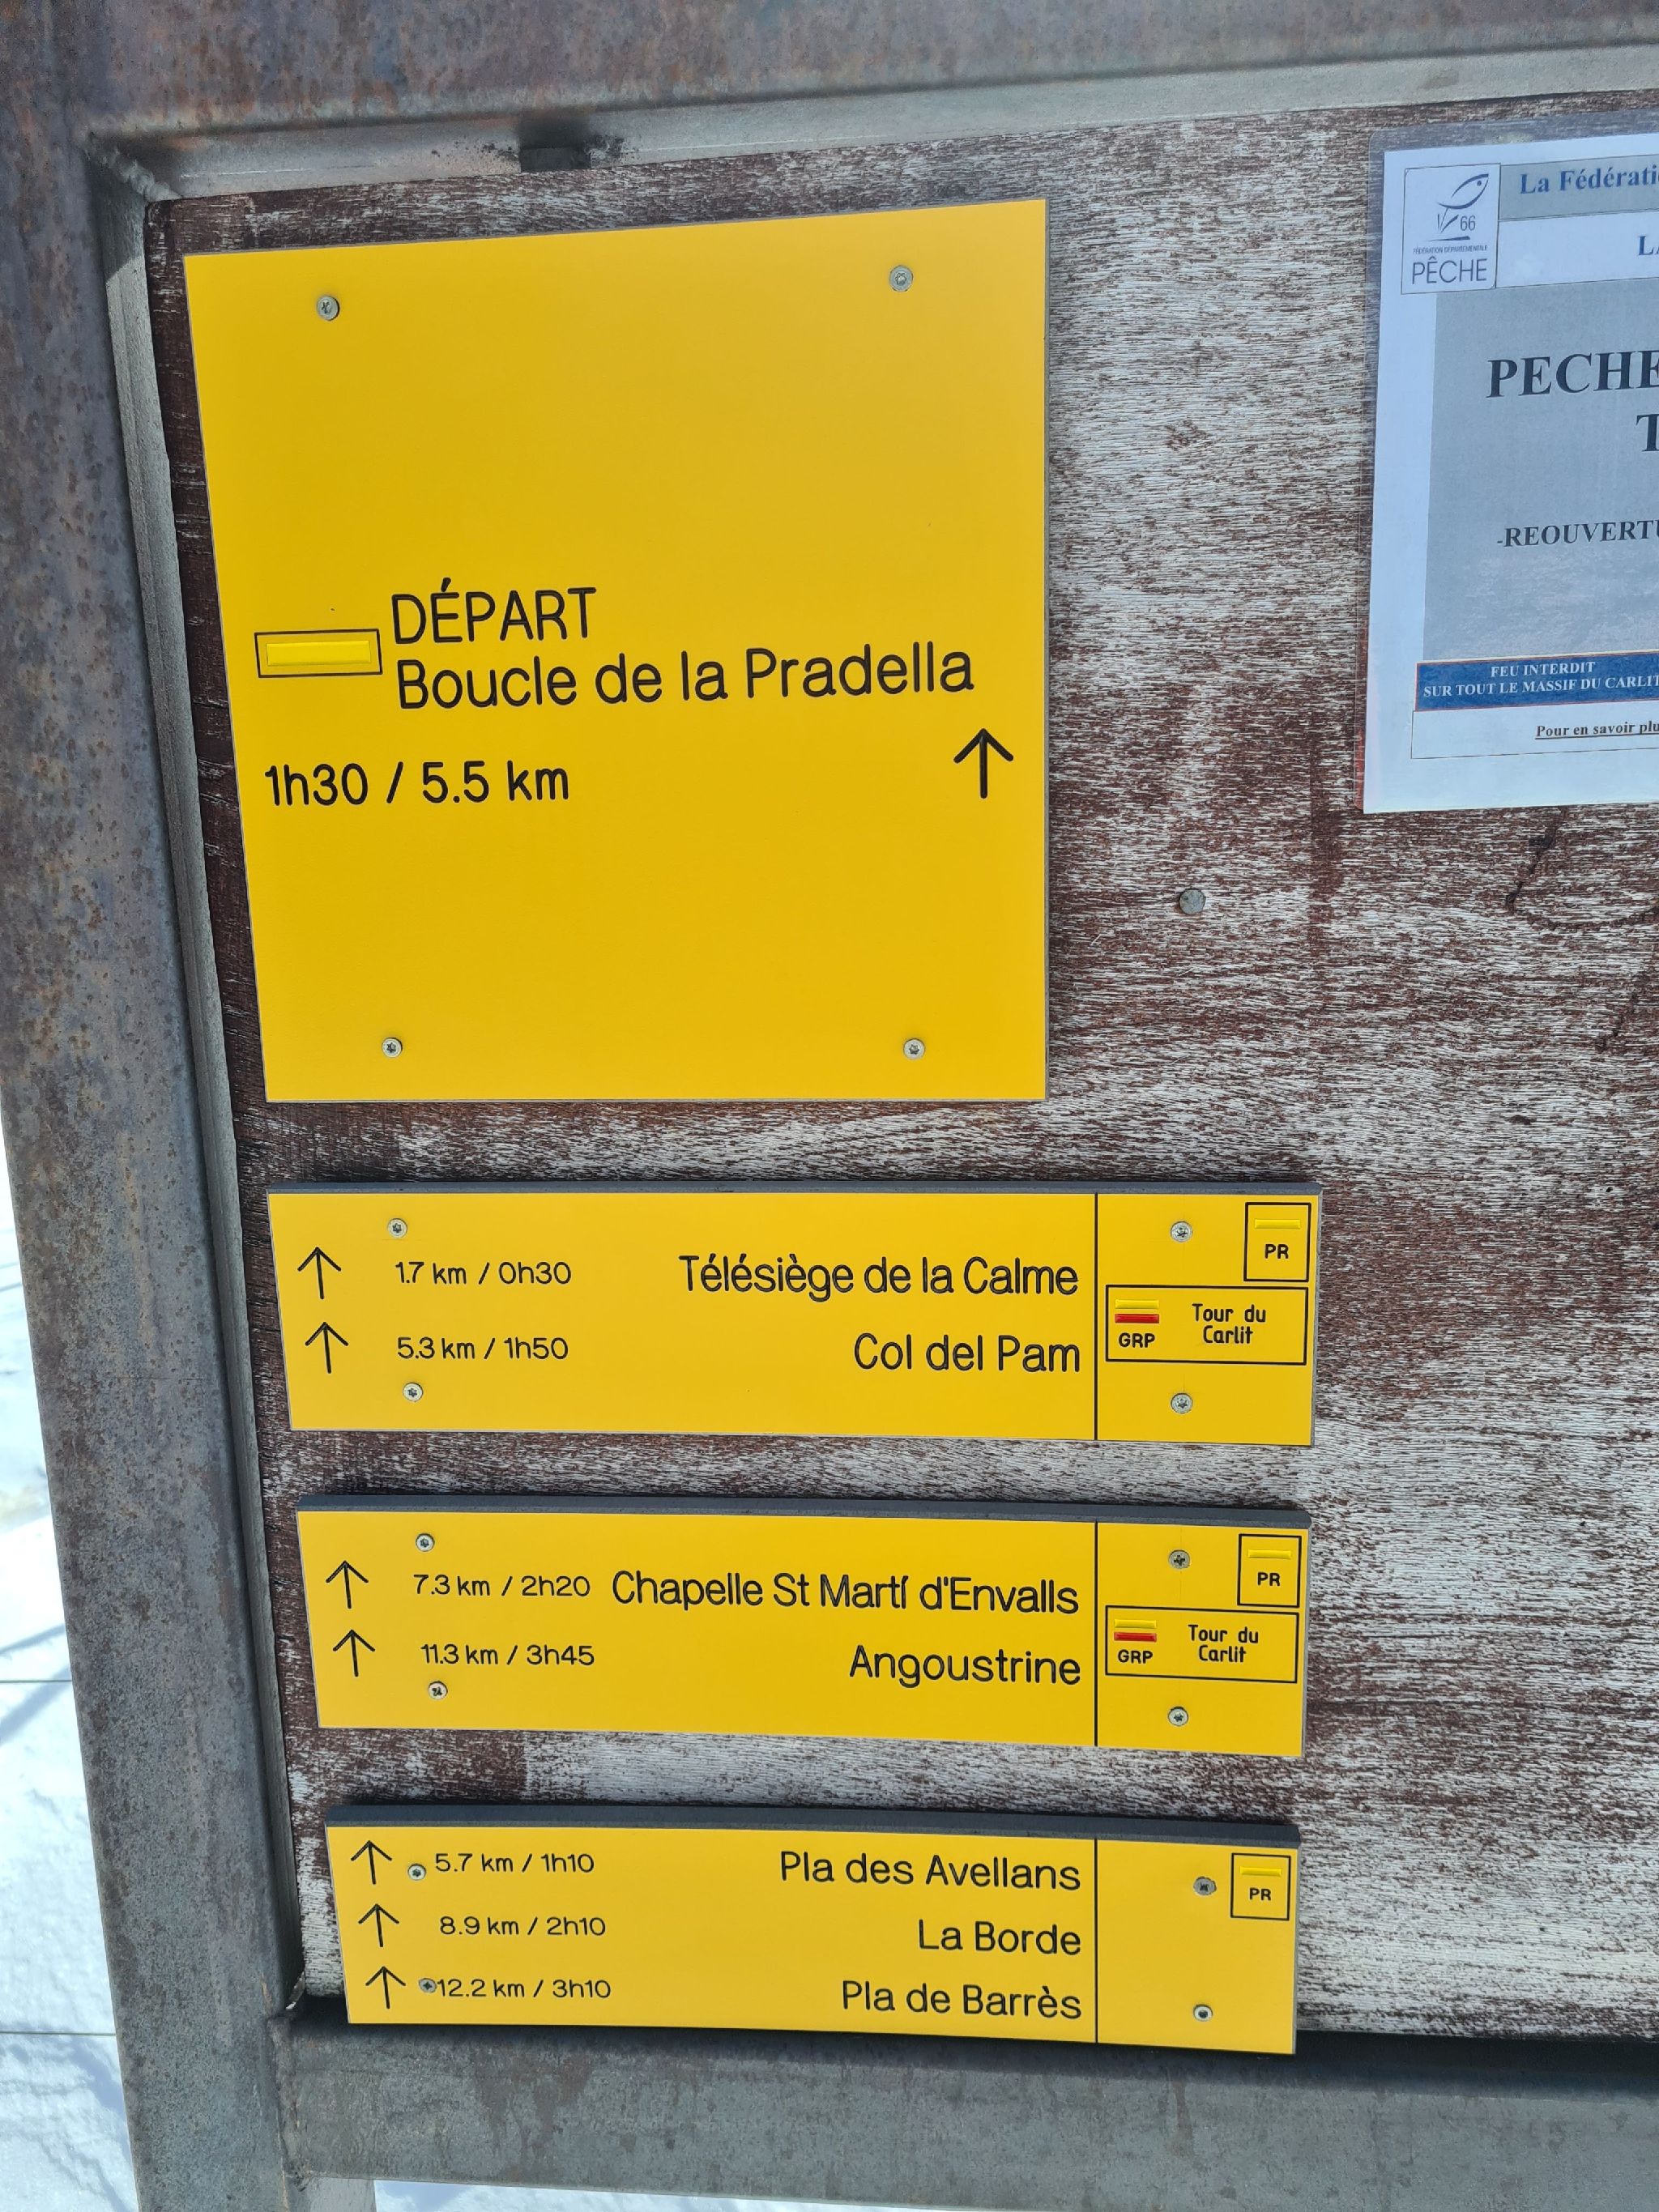 DÉPART
Boucle de la Pradella
1h30 / 5.5 km
1.7 km / 0h30 Télésiège de la Calme
5.3 km / 1h50 Col del Pam
PR
GRP Tour du
Carlit
7.3 km / 2h20 Chapelle St Martí d'Envalls
11.3 km / 3h45 Angoustrine
PR
GRP Tour du
Carlit
5.7 km / 1h10 Pla des Avellans
8.9 km / 2h10 La Borde
12.2 km / 3h10 Pla de Barrès
PR
La Fédérati
66
FÉDÉRATION DÉPARTEMENTALE
PÊCHE
PECHE
T
-REOUVERTU
FEU INTERDIT
SUR TOUT LE MASSIF DU CARLIT
Pour en savoir plu